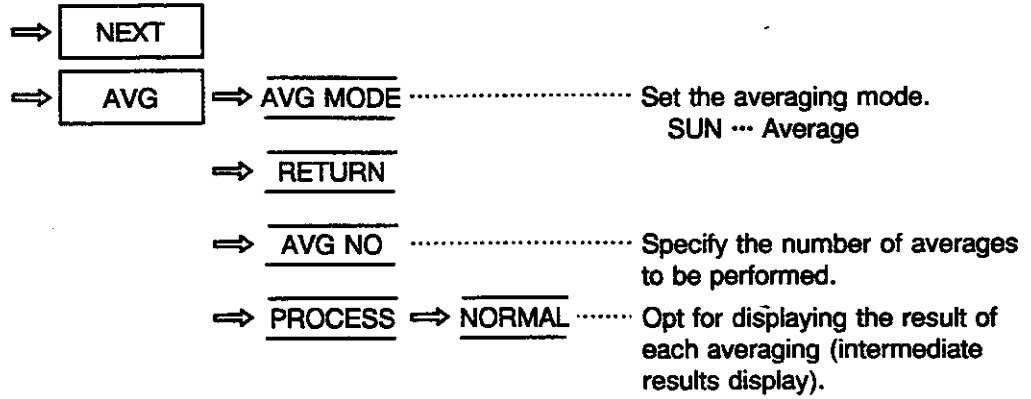 ⇒ NEXT
⇒ AVG ⇒ AVG MODE ······························ Set the averaging mode.
SUN ··· Average
⇒ RETURN
⇒ AVG NO ······························ Specify the number of averages
to be performed.
⇒ PROCESS ⇒ NORMAL ······· Opt for displaying the result of
each averaging (intermediate
results display).